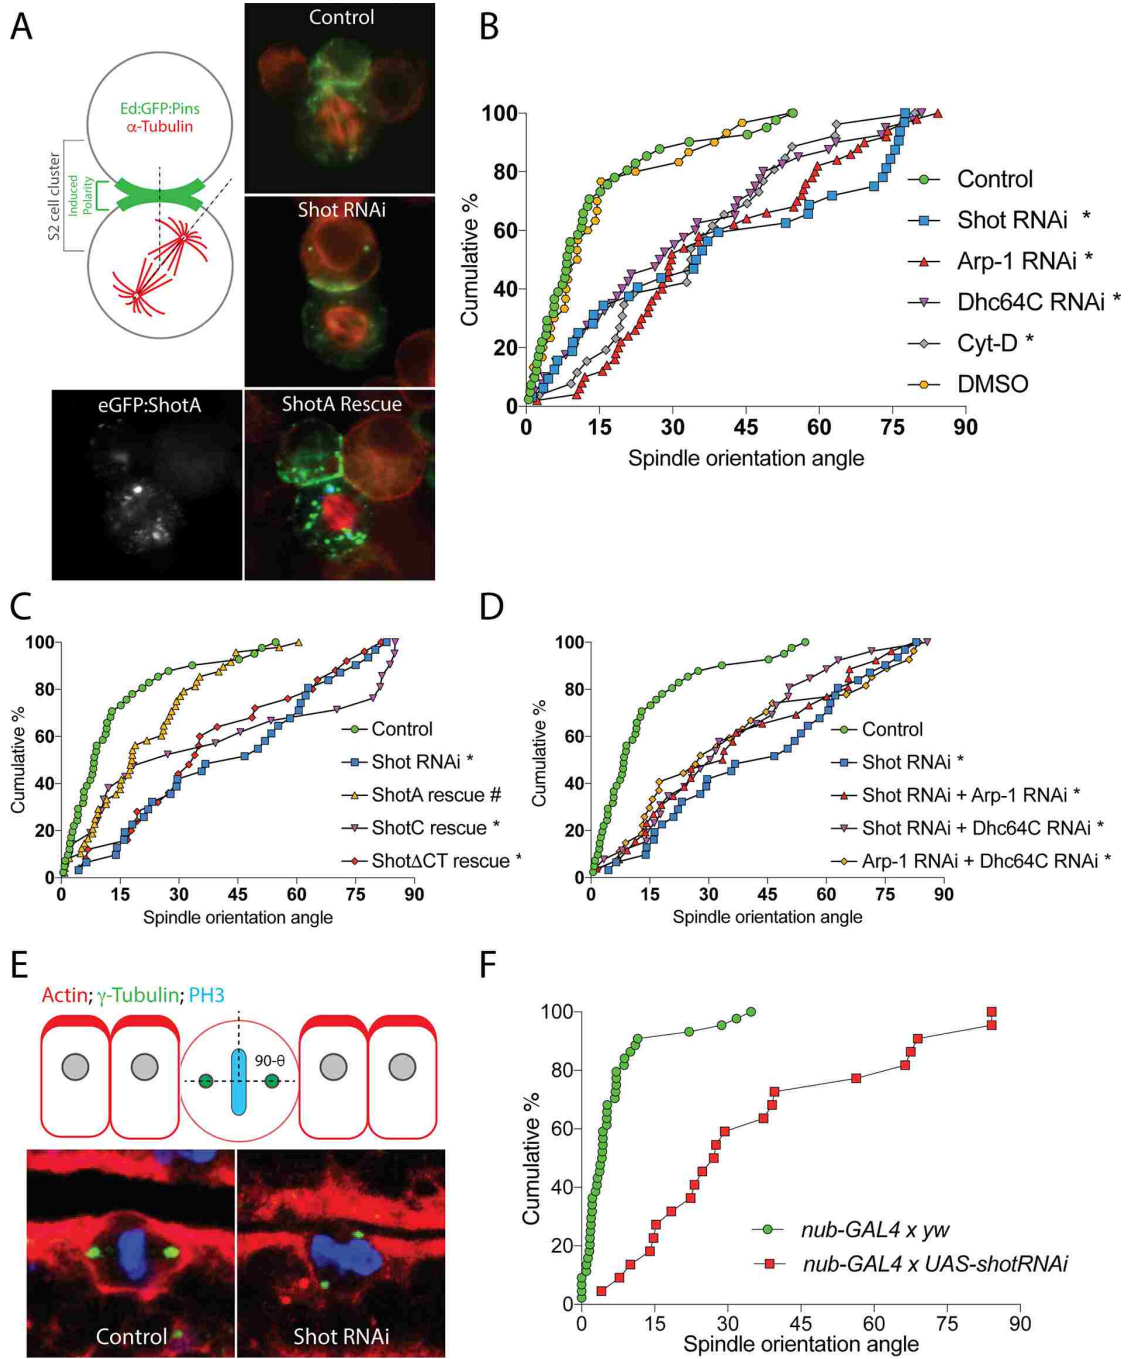 A
Control
Ed:GFP:Pins
α-Tubulin
S2 cell cluster
Induced
Polarity
Shot RNAi
eGFP:ShotA
ShotA Rescue
B
100
80
60
40
20
0
Cumulative %
0 15 30 45 60 75 90
Spindle orientation angle
Control
Shot RNAi *
Arp-1 RNAi *
Dhc64C RNAi *
Cyt-D *
DMSO
C
100
80
60
40
20
0
Cumulative %
0 15 30 45 60 75 90
Spindle orientation angle
Control
Shot RNAi *
ShotA rescue #
ShotC rescue *
ShotΔCT rescue *
D
100
80
60
40
20
0
Cumulative %
0 15 30 45 60 75 90
Spindle orientation angle
Control
Shot RNAi *
Shot RNAi + Arp-1 RNAi *
Shot RNAi + Dhc64C RNAi *
Arp-1 RNAi + Dhc64C RNAi *
E
Actin; γ-Tubulin; PH3
90-θ
Control
Shot RNAi
F
100
80
60
40
20
0
Cumulative %
0 15 30 45 60 75 90
Spindle orientation angle
nub-GAL4 x yw
nub-GAL4 x UAS-shotRNAi